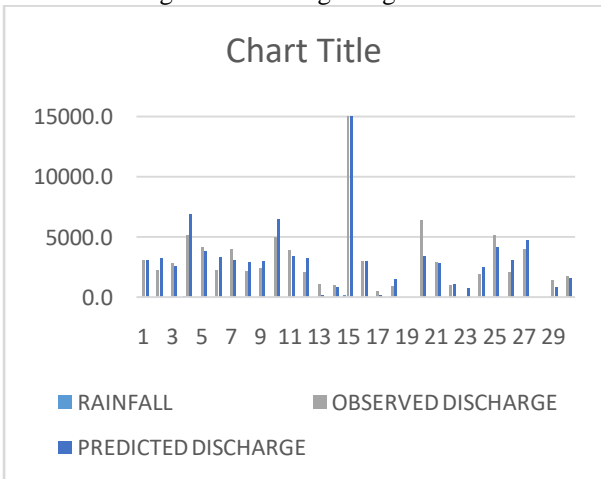 Chart Title
15000.0
10000.0
5000.0
0.0
1 3 5 7 9 11 13 15 17 19 21 23 25 27 29
RAINFALL OBSERVED DISCHARGE
PREDICTED DISCHARGE